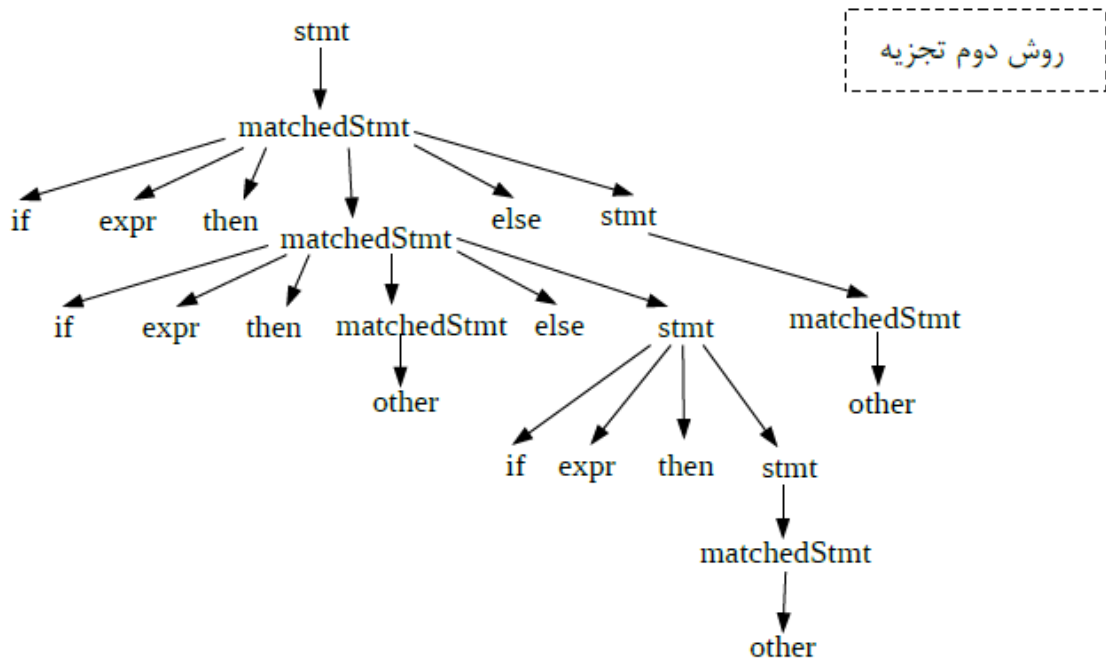 stmt
روش دوم تجزیه
matchedStmt
if expr then else stmt
matchedStmt
if expr then matchedStmt else stmt matchedStmt
other other
if expr then stmt
matchedStmt
other